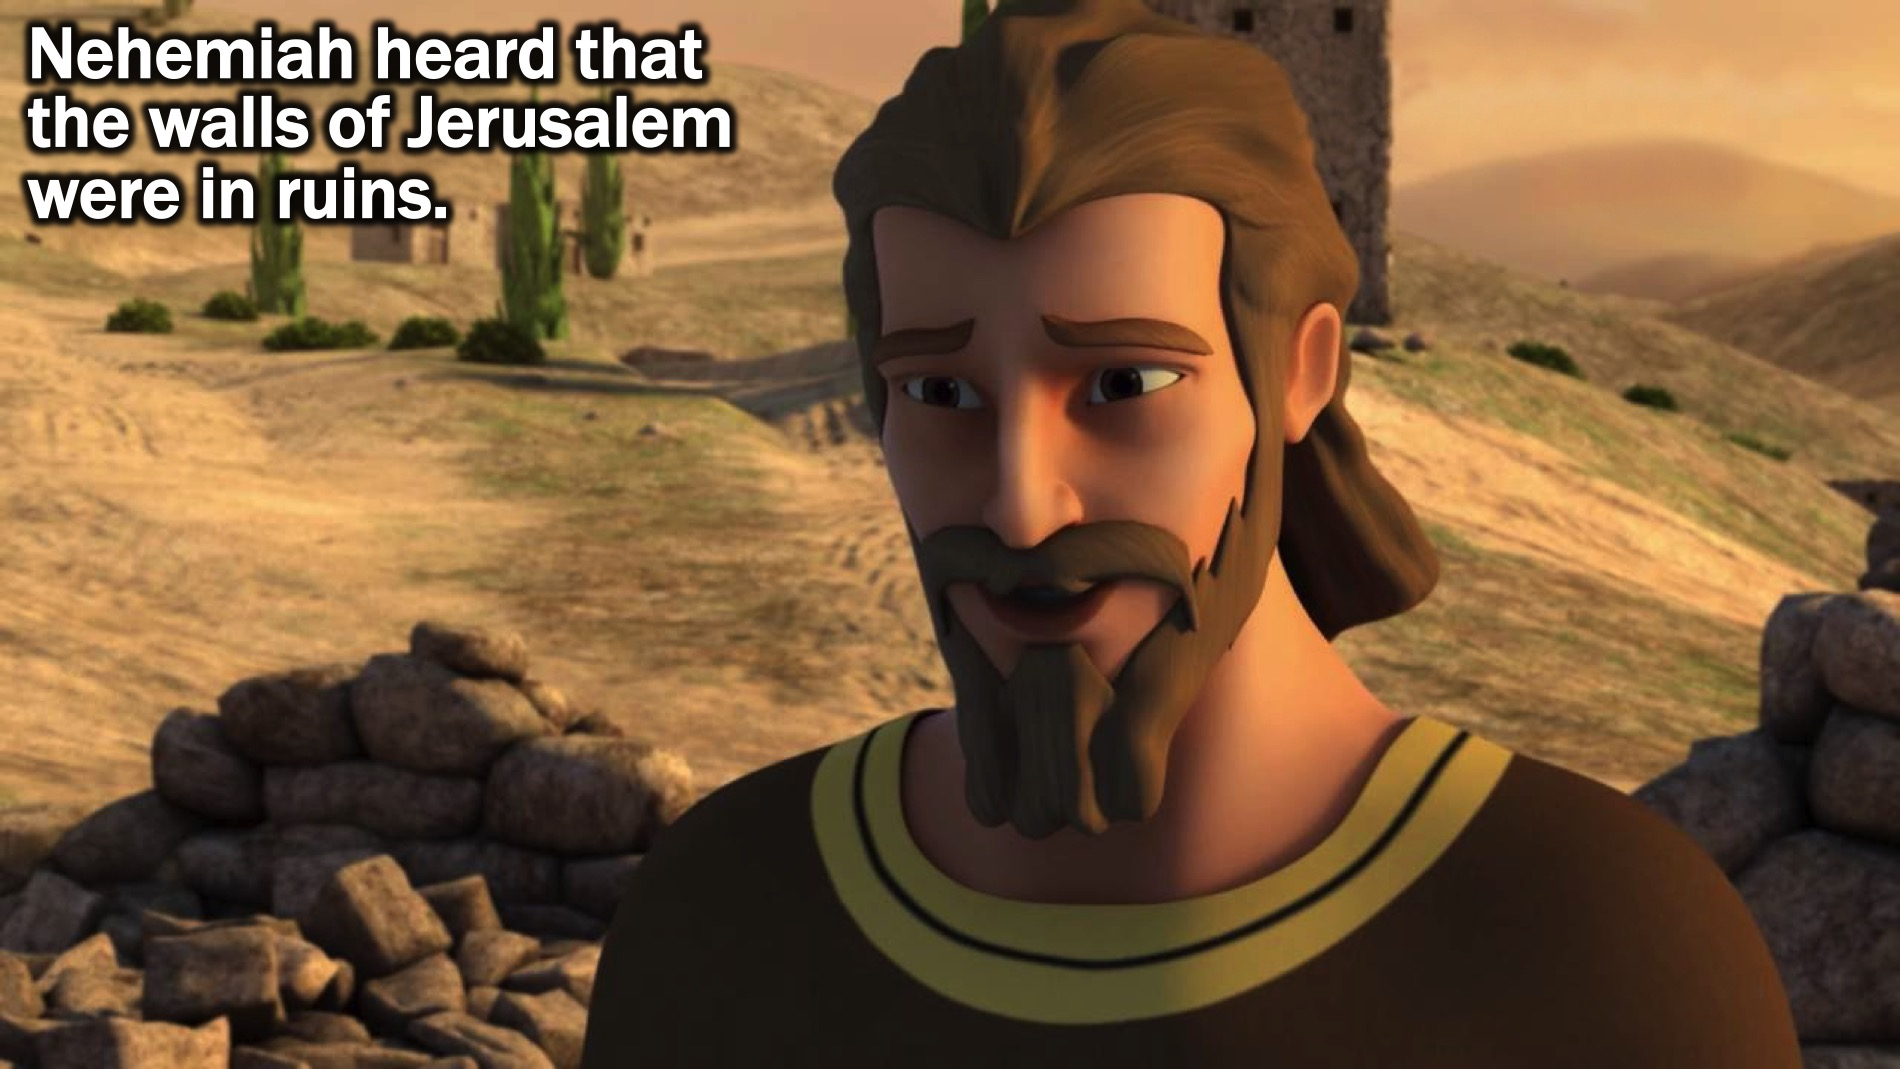 Nehemiah heard that
the walls of Jerusalem
were in ruins.